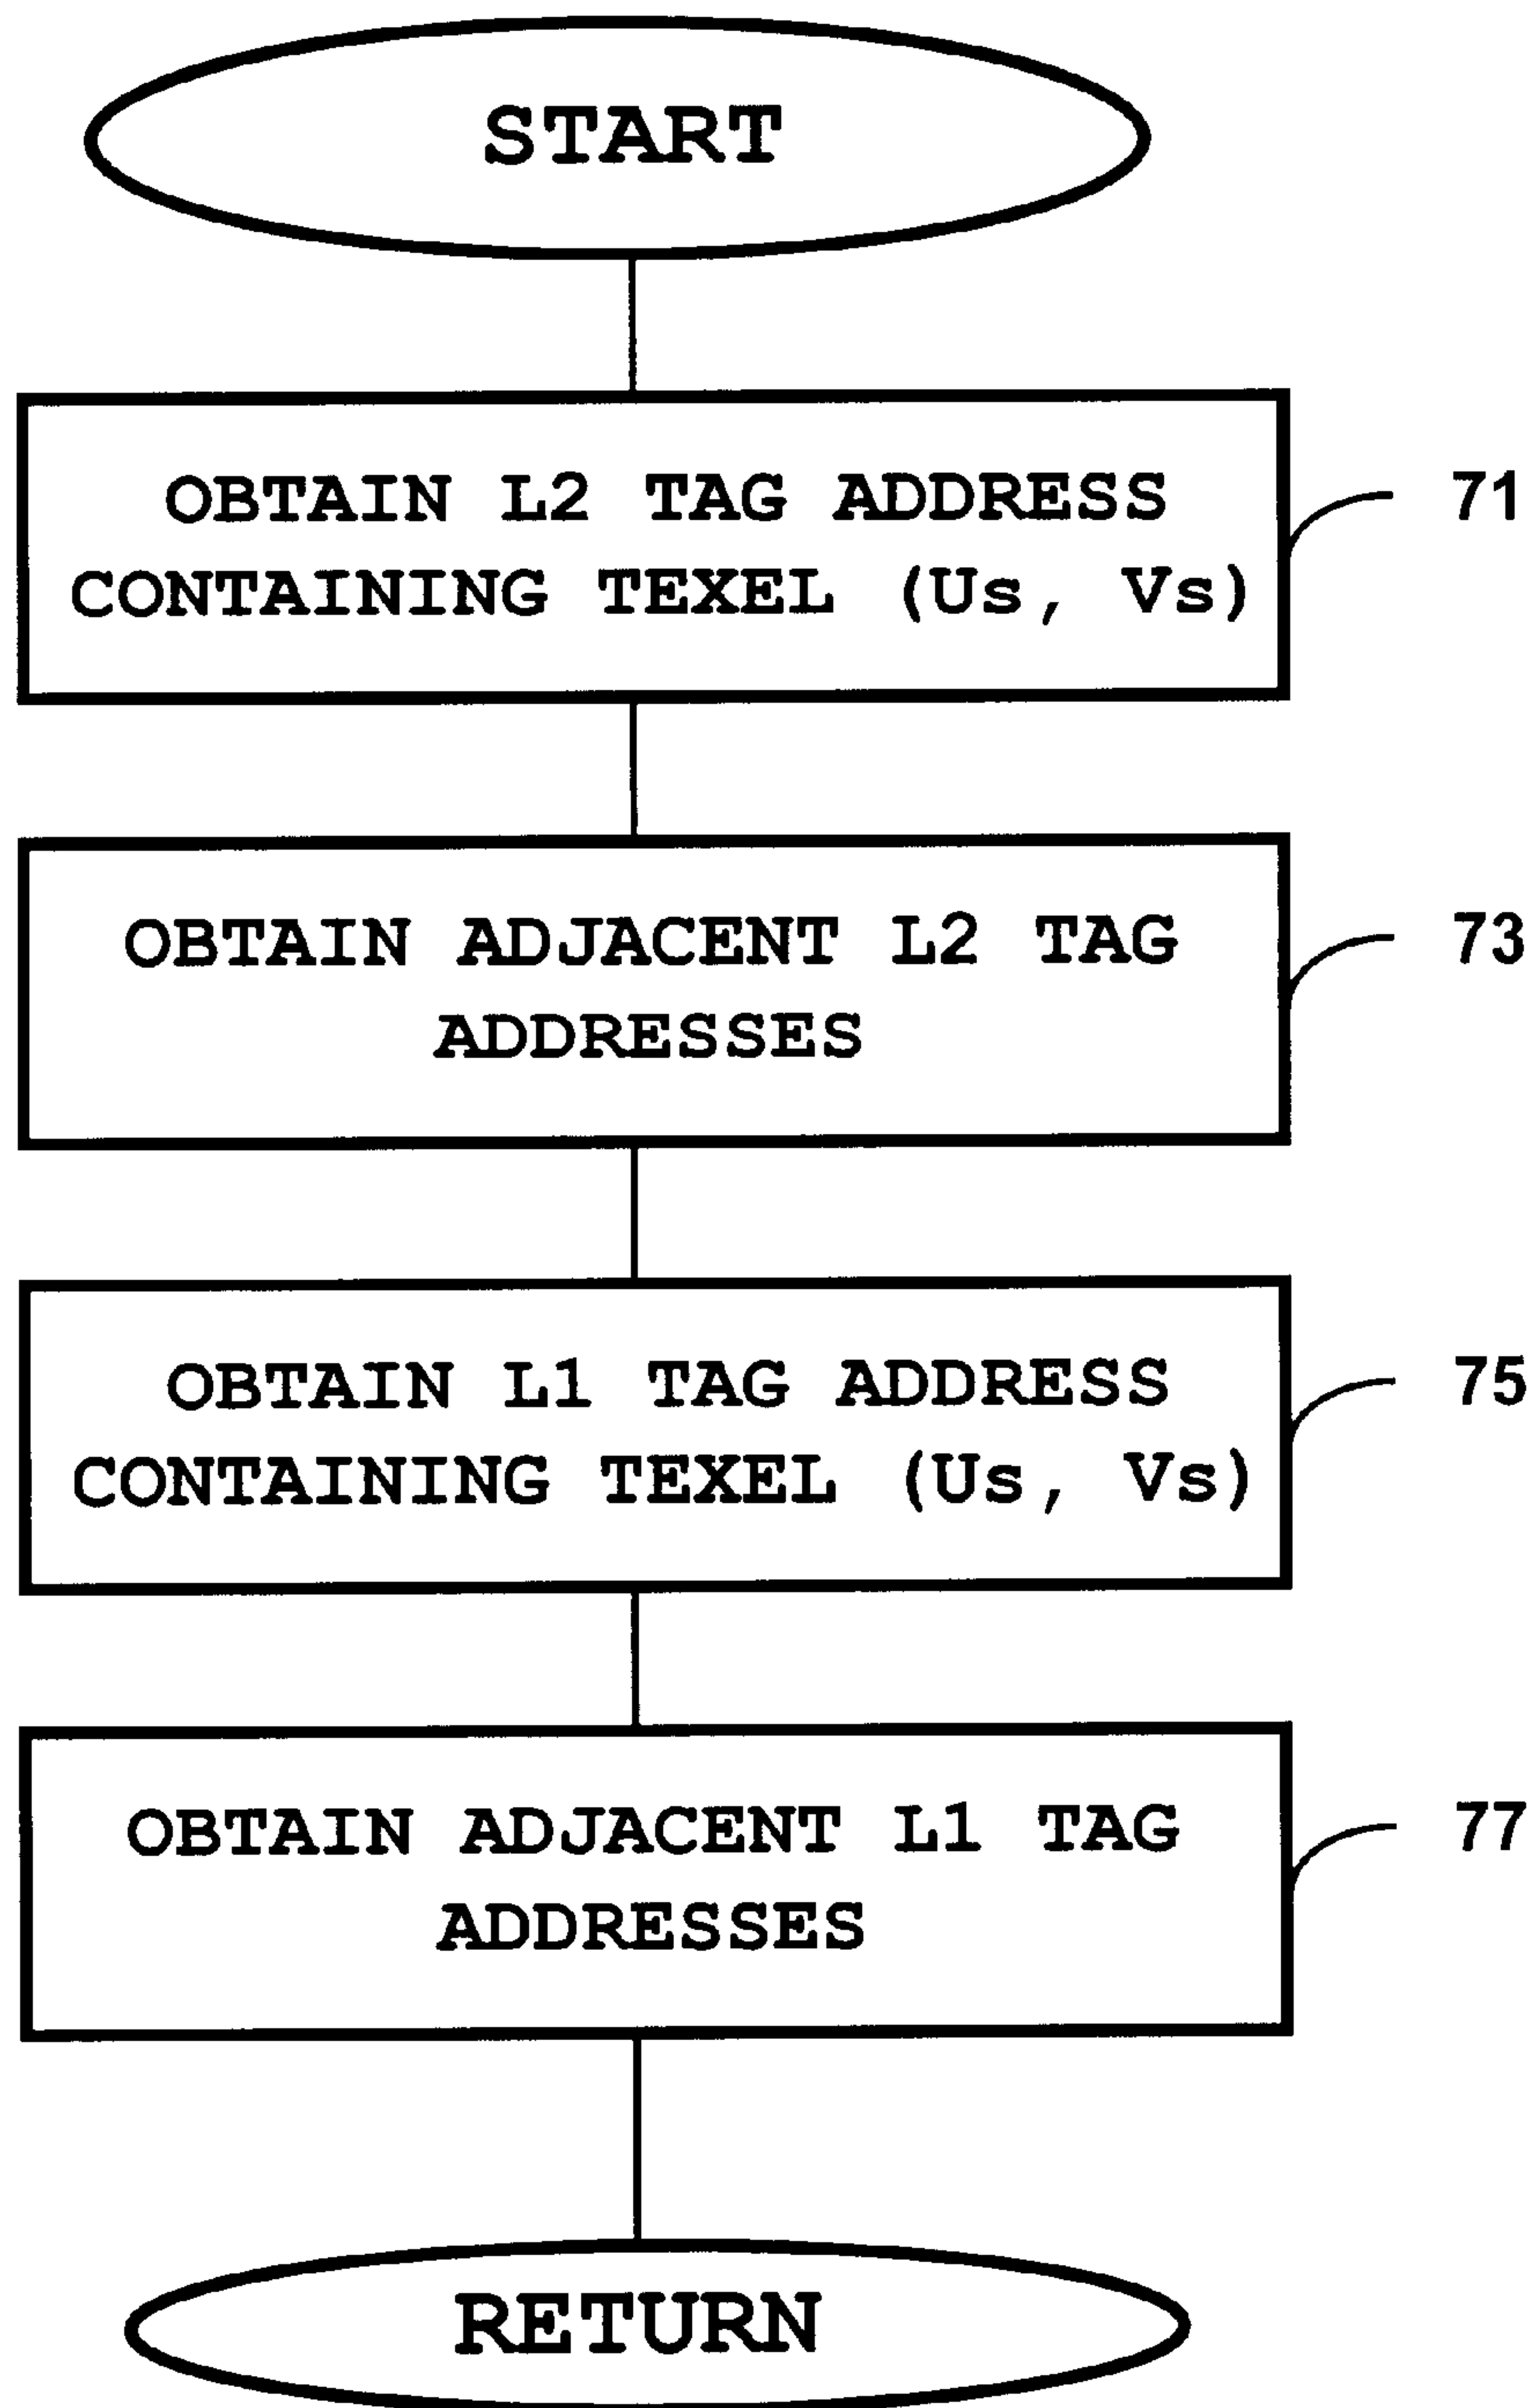 START
OBTAIN L2 TAG ADDRESS
CONTAINING TEXEL (Us, Vs)
71
OBTAIN ADJACENT L2 TAG
ADDRESSES
73
OBTAIN L1 TAG ADDRESS
CONTAINING TEXEL (Us, Vs)
75
OBTAIN ADJACENT L1 TAG
ADDRESSES
77
RETURN